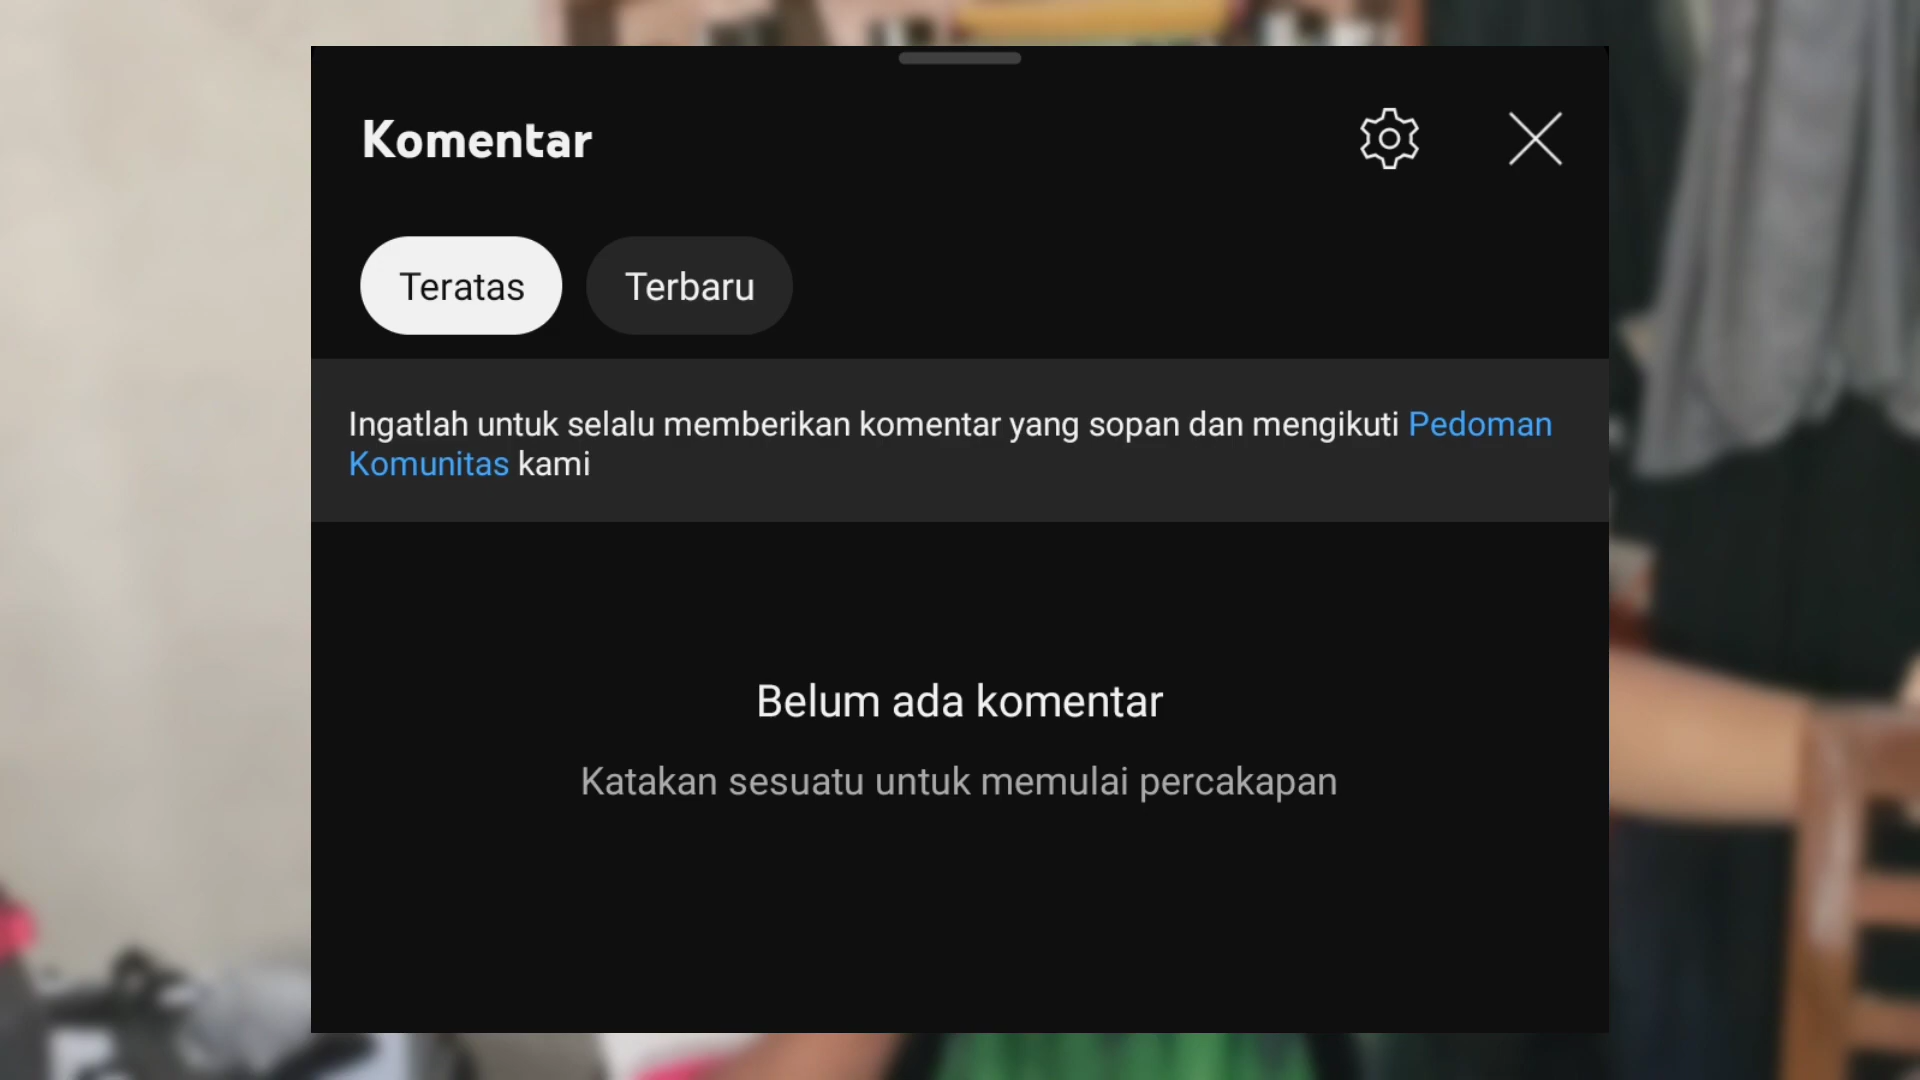 Komentar
Teratas
Terbaru
Ingatlah untuk selalu memberikan komentar yang sopan dan mengikuti Pedoman
Komunitas kami
Belum ada komentar
Katakan sesuatu untuk memulai percakapan